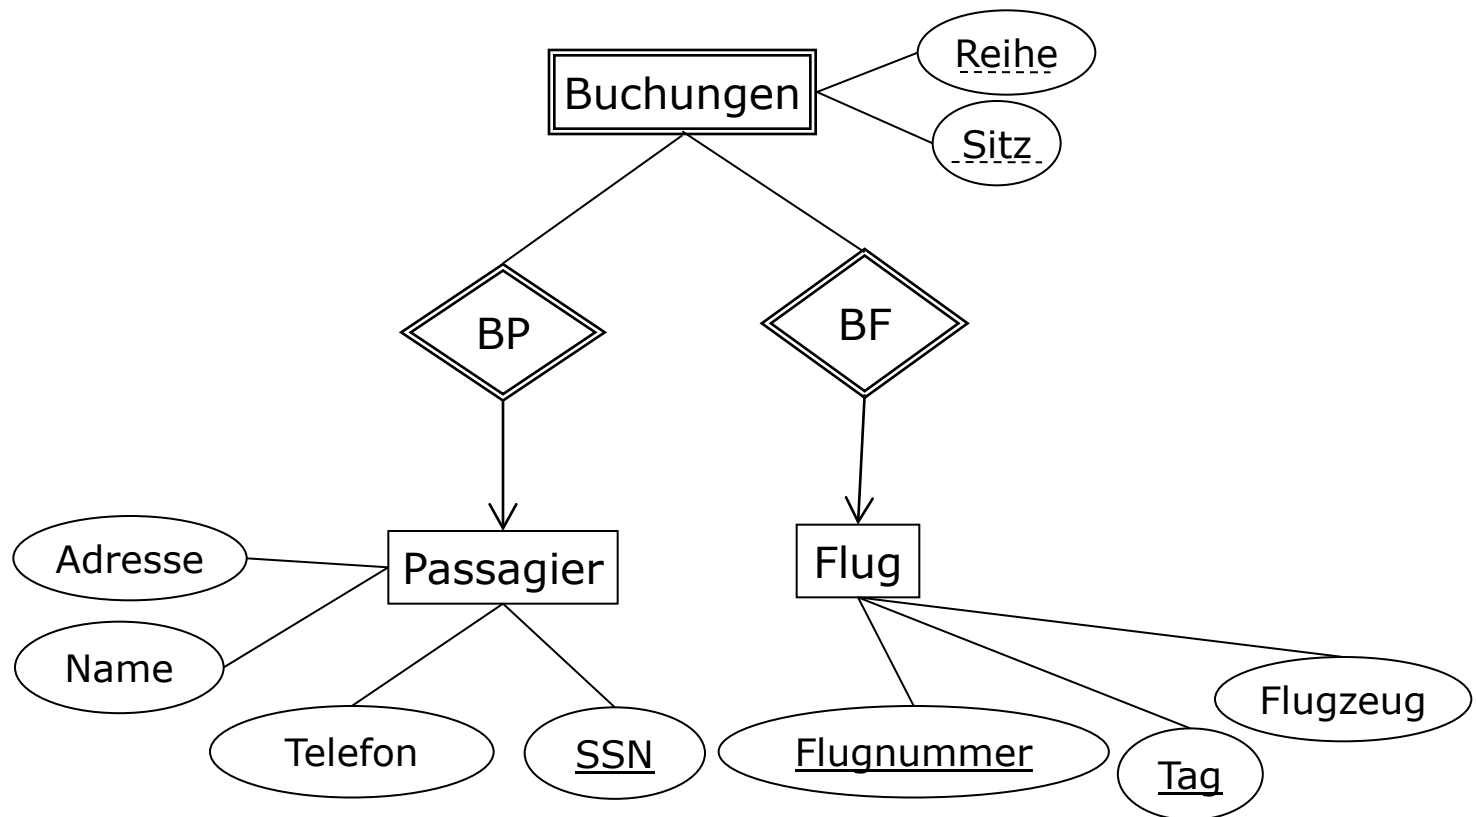 Reihe
Buchungen
Sitz
BP
BF
Adresse
Passagier
Flug
Name
Telefon
SSN
Flugnummer
Tag
Flugzeug